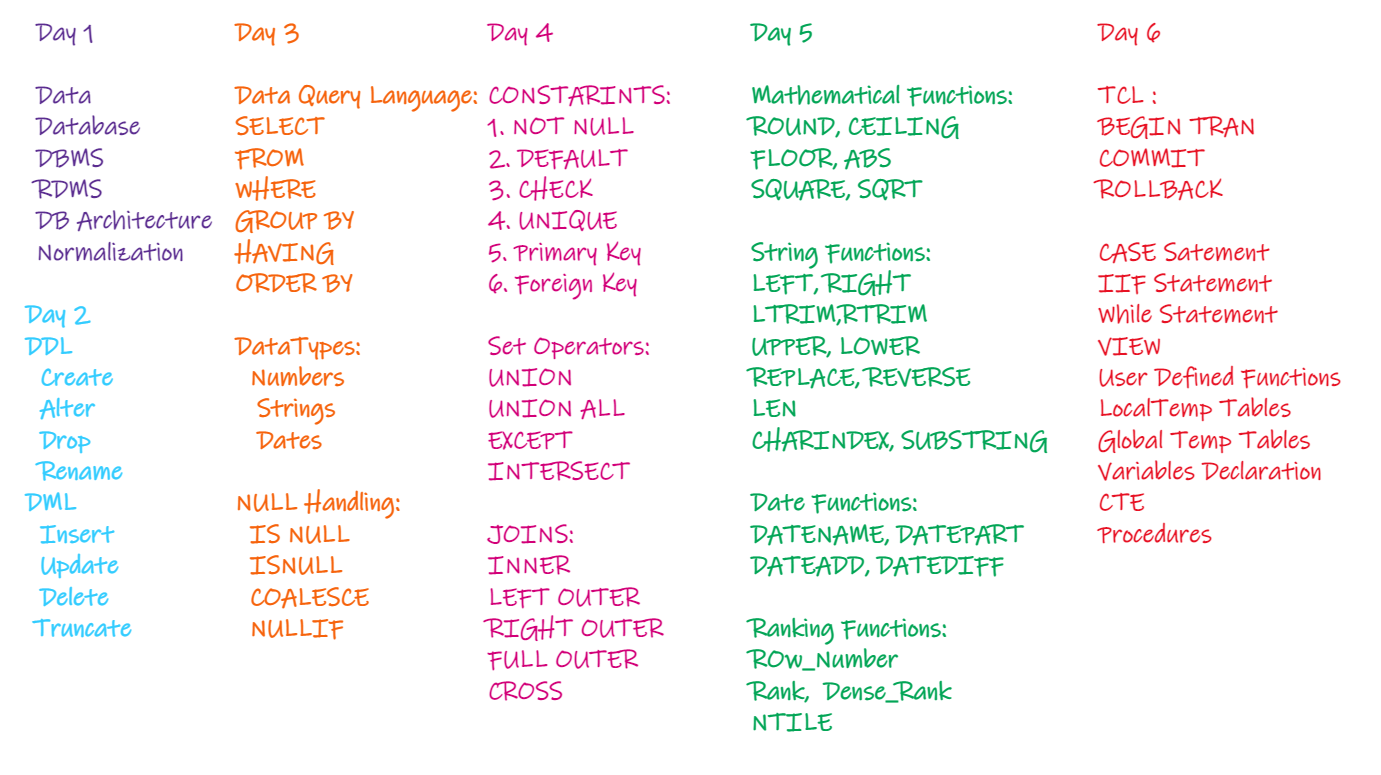 Day 1
Data
Database
DBMS
RDMS
DB Architecture
Normalization
Day 2
DDL
Create
Alter
Drop
Rename
DML
Insert
Update
Delete
Truncate
Day 3
Data Query Language:
SELECT
FROM
WHERE
GROUP BY
HAVING
ORDER BY
DataTypes:
Numbers
Strings
Dates
NULL Handling:
IS NULL
ISNULL
COALESCE
NULLIF
Day 4
CONSTARINTS:
1. NOT NULL
2. DEFAULT
3. CHECK
4. UNIQUE
5. Primary Key
6. Foreign Key
Set Operators:
UNION
UNION ALL
EXCEPT
INTERSECT
JOINS:
INNER
LEFT OUTER
RIGHT OUTER
FULL OUTER
CROSS
Day 5
Mathematical Functions:
ROUND, CEILING
FLOOR, ABS
SQUARE, SQRT
String Functions:
LEFT, RIGHT
LTRIM,RTRIM
UPPER, LOWER
REPLACE, REVERSE
LEN
CHARINDEX, SUBSTRING
Date Functions:
DATENAME, DATEPART
DATEADD, DATEDIFF
Ranking Functions:
ROw_Number
Rank, Dense_Rank
NTILE
Day 6
TCL :
BEGIN TRAN
COMMIT
ROLLBACK
CASE Satement
IIF Statement
While Statement
VIEW
User Defined Functions
LocalTemp Tables
Global Temp Tables
Variables Declaration
CTE
Procedures